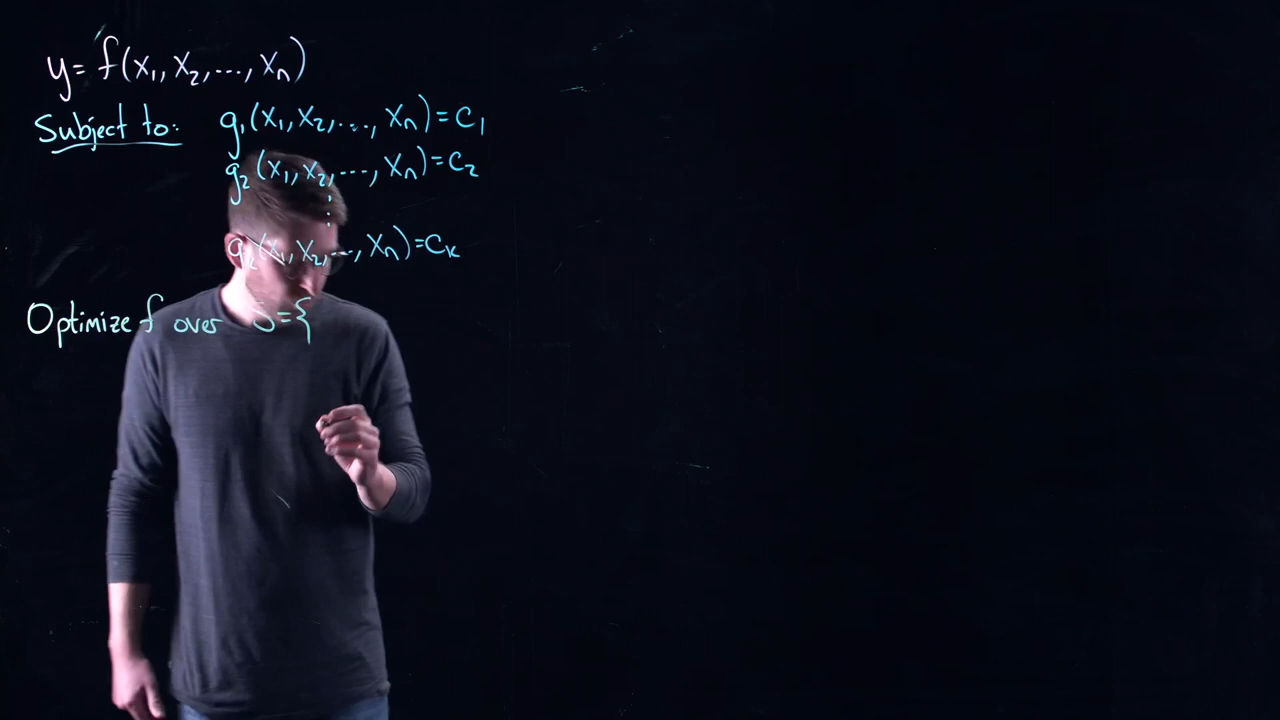 y = f(x₁, x₂, ..., xₙ)
Subject to: g₁(x₁, x₂, ..., xₙ) = c₁
g₂(x₁, x₂, ..., xₙ) = c₂
⋮
(x₁, x₂, ..., xₙ) = cₖ
Optimize f over S = {